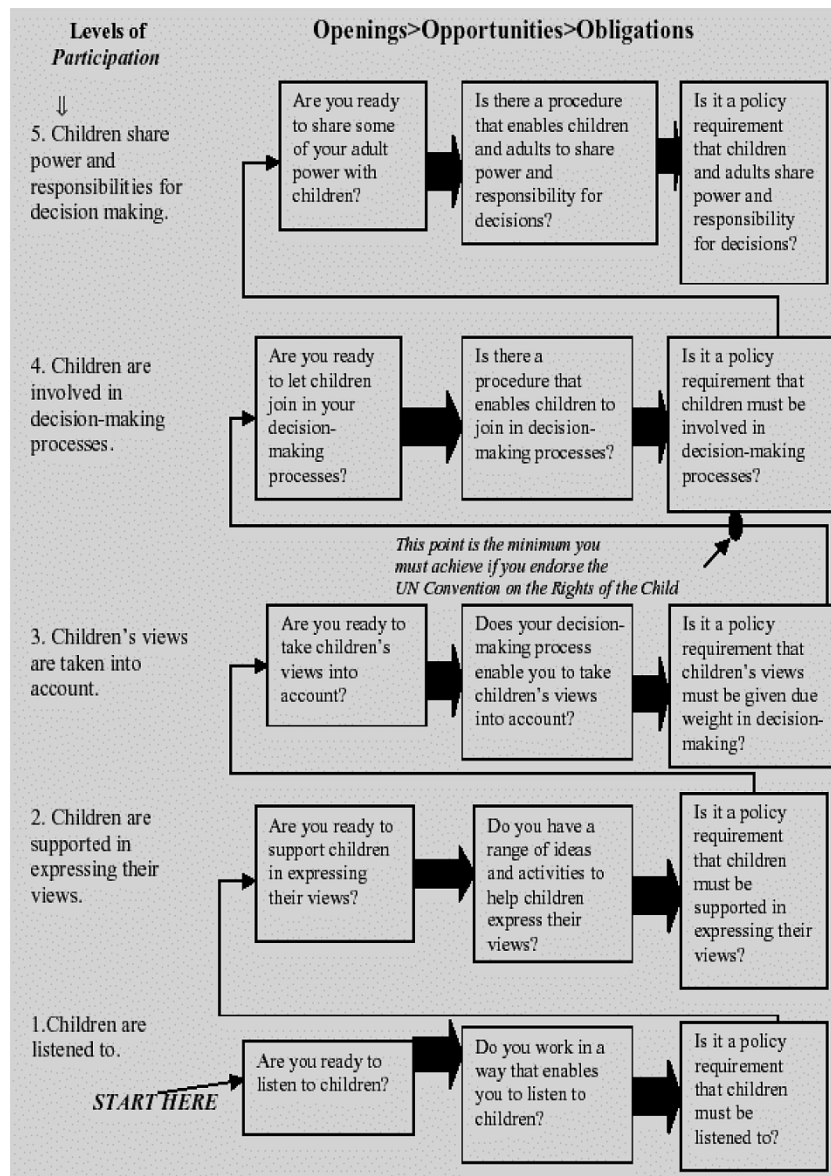 Levels of
Participation
Openings>Opportunities>Obligations
⇓
5. Children share
power and
responsibilities for
decision making.
Are you ready
to share some
of your adult
power with
children?
Is there a procedure
that enables children
and adults to share
power and
responsibility for
decisions?
Is it a policy
requirement
that children
and adults share
power and
responsibility
for decisions?
4. Children are
involved in
decision-making
processes.
Are you ready
to let children
join in your
decision-
making
processes?
Is there a
procedure that
enables children to
join in decision-
making processes?
Is it a policy
requirement that
children must be
involved in
decision-making
processes?
This point is the minimum you
must achieve if you endorse the
UN Convention on the Rights of the Child
3. Children’s views
are taken into
account.
Are you ready to
take children’s
views into
account?
Does your decision-
making process
enable you to take
children’s views
into account?
Is it a policy
requirement that
children’s views
must be given due
weight in decision-
making?
2. Children are
supported in
expressing their
views.
Are you ready to
support children
in expressing
their views?
Do you have a
range of ideas
and activities to
help children
express their
views?
Is it a policy
requirement
that children
must be
supported in
expressing their
views?
1.Children are
listened to.
START HERE
Are you ready to
listen to children?
Do you work in a
way that enables
you to listen to
children?
Is it a policy
requirement
that children
must be
listened to?